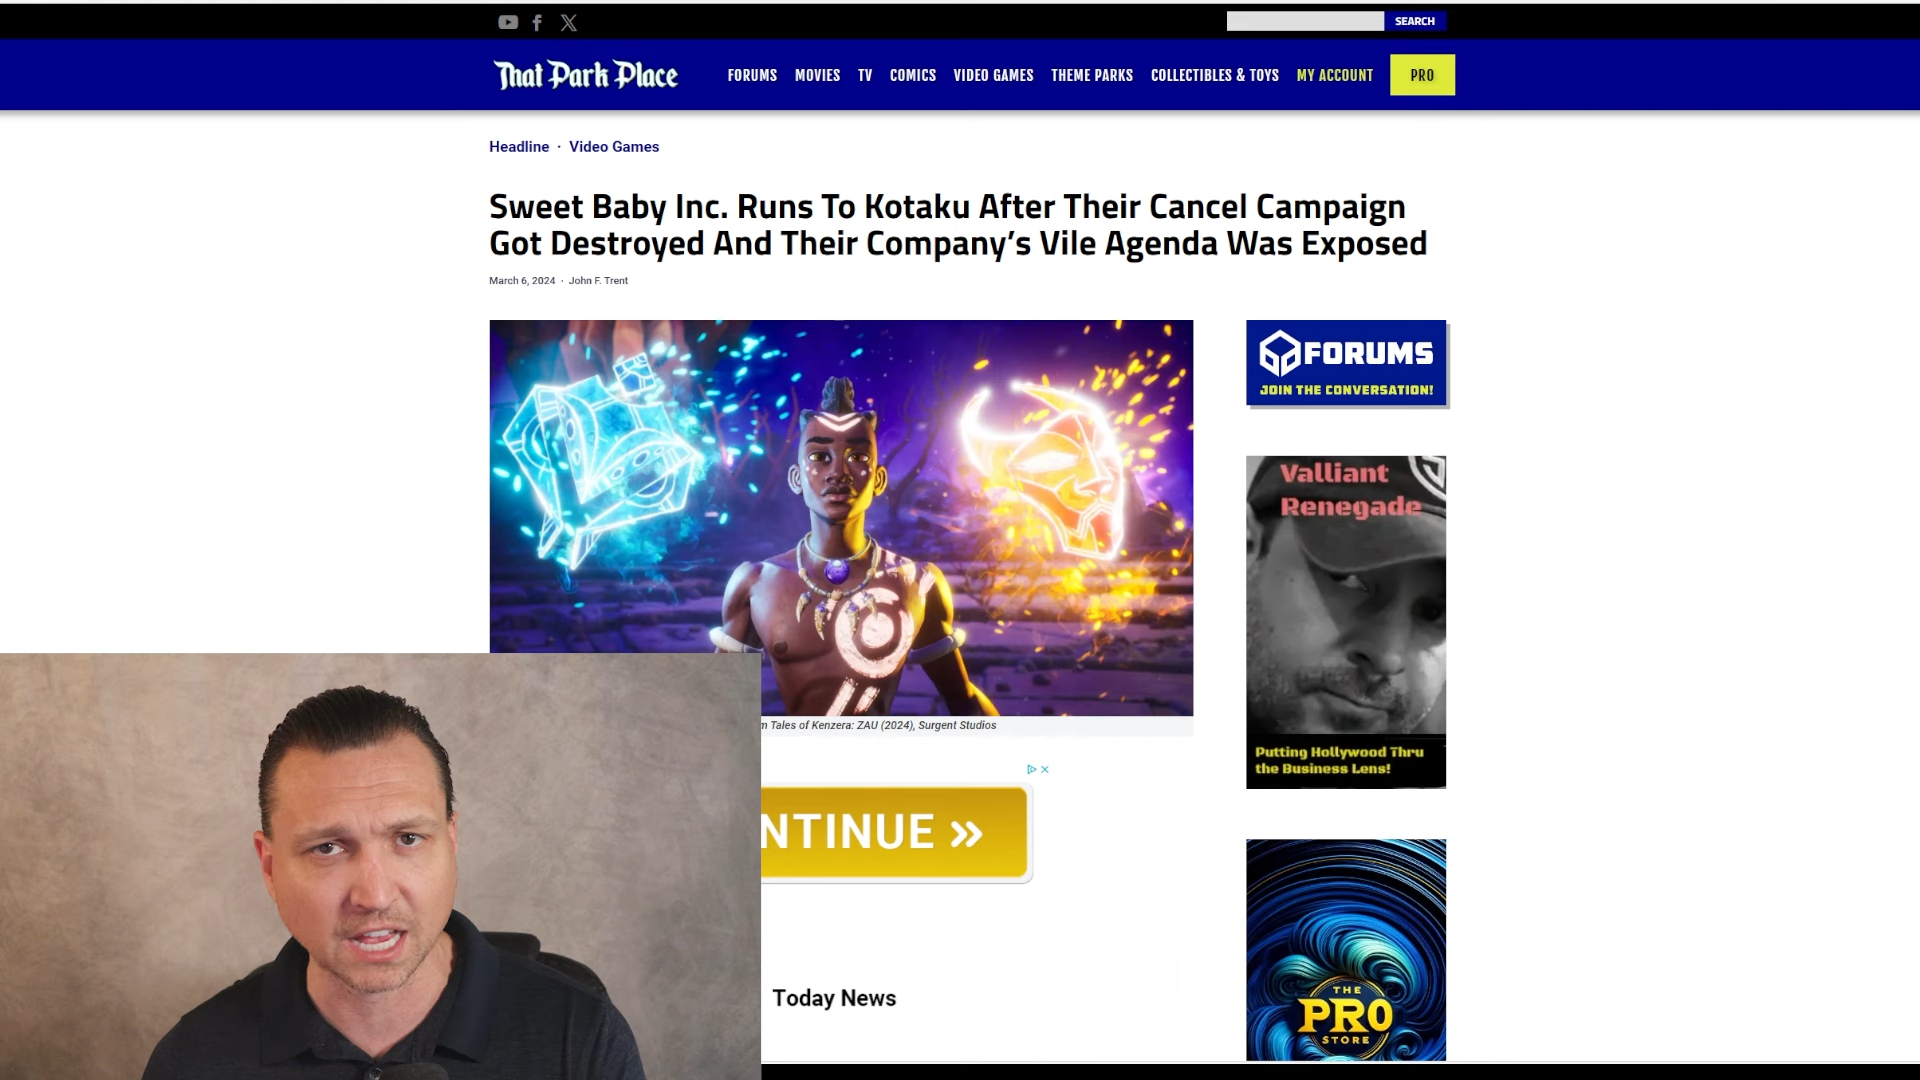 SEARCH
That Park Place
FORUMS MOVIES TV COMICS VIDEO GAMES THEME PARKS COLLECTIBLES & TOYS MY ACCOUNT PRO
Headline · Video Games
Sweet Baby Inc. Runs To Kotaku After Their Cancel Campaign
Got Destroyed And Their Company’s Vile Agenda Was Exposed
March 6, 2024 · John F. Trent
FORUMS
JOIN THE CONVERSATION!
Valliant
Renegade
Tales of Kenzera: ZAU (2024), Surgent Studios
Putting Hollywood Thru
the Business Lens!
NTINUE »
Today News
THE
PRO
STORE